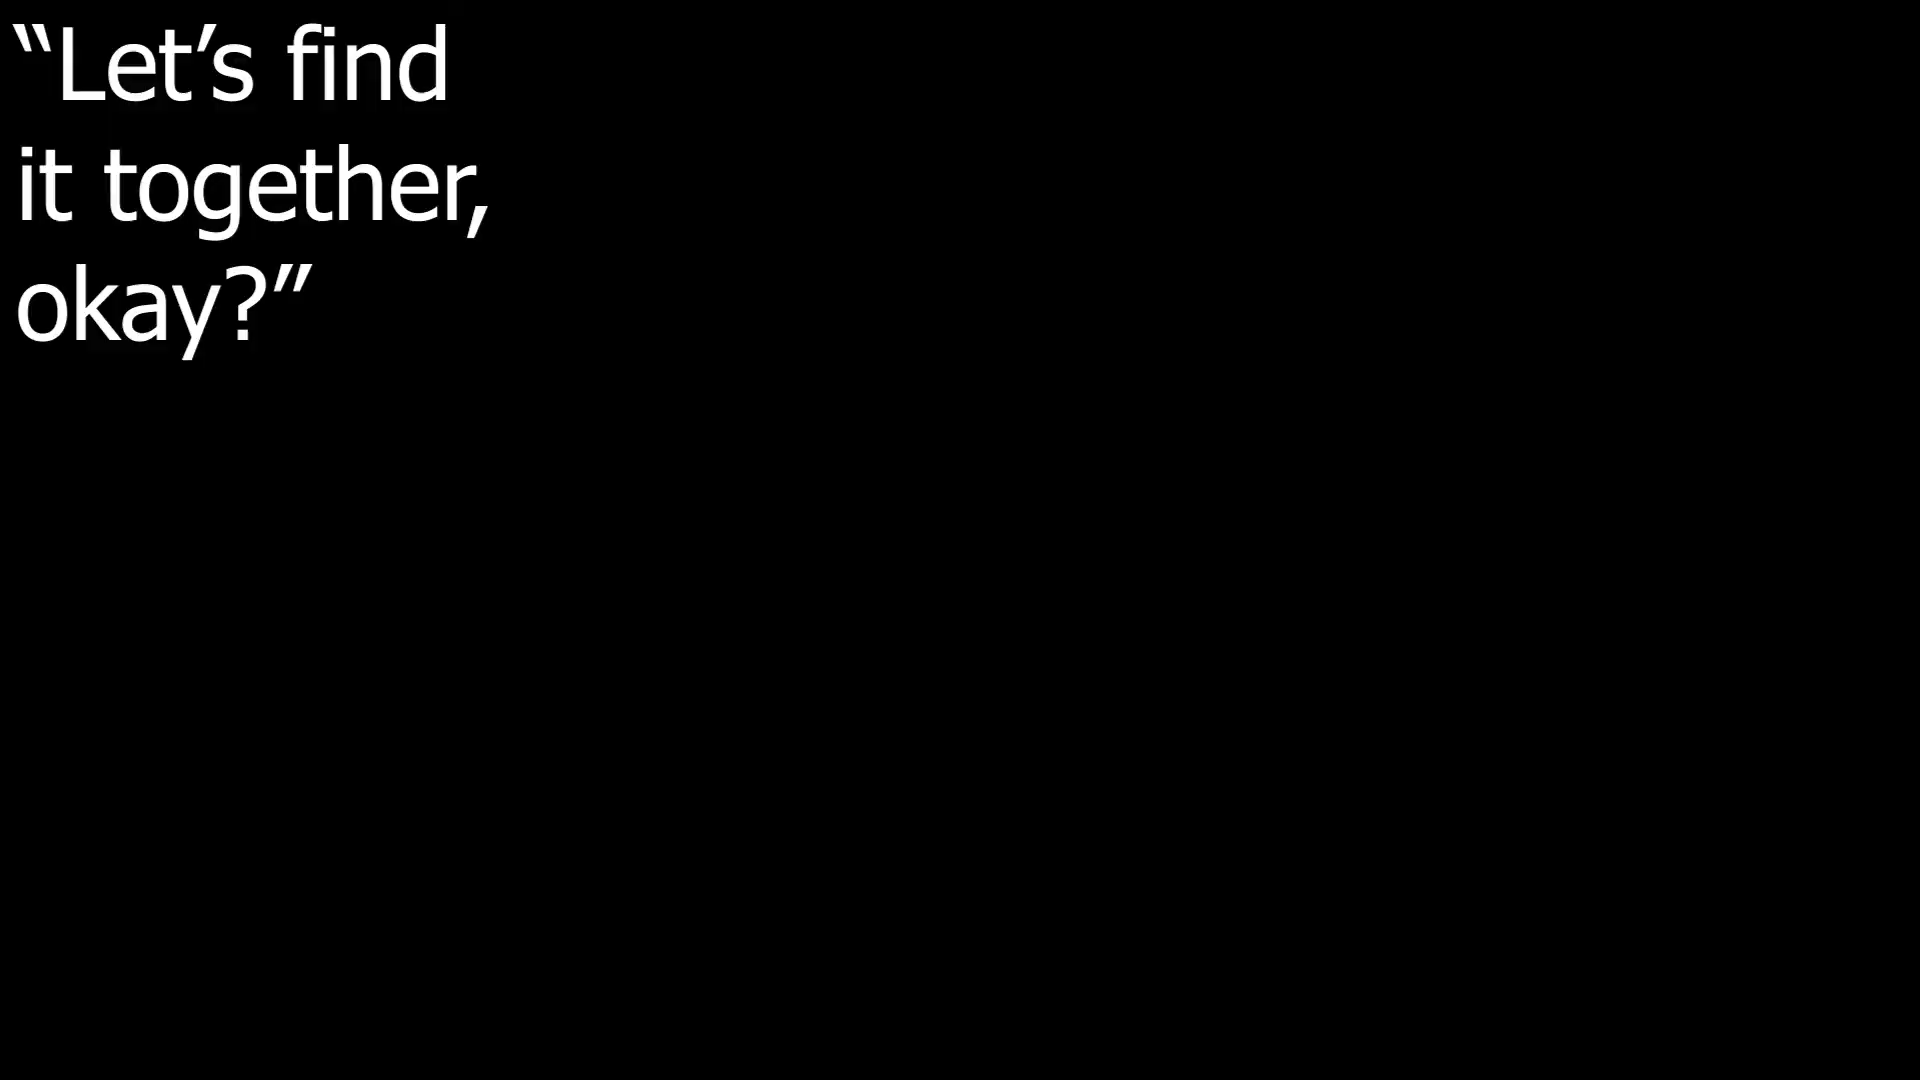 “Let’s find
it together,
okay?”